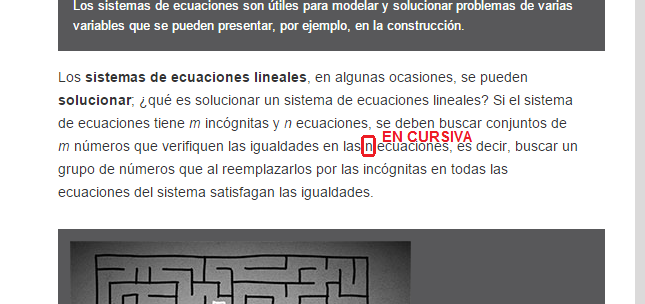 Los sistemas de ecuaciones son útiles para modelar y solucionar problemas de varias
variables que se pueden presentar, por ejemplo, en la construcción.
Los sistemas de ecuaciones lineales, en algunas ocasiones, se pueden
solucionar; ¿qué es solucionar un sistema de ecuaciones lineales? Si el sistema
de ecuaciones tiene m incógnitas y n ecuaciones, se deben buscar conjuntos de
EN CURSIVA
m números que verifiquen las igualdades en las n ecuaciones, es decir, buscar un
grupo de números que al reemplazarlos por las incógnitas en todas las
ecuaciones del sistema satisfagan las igualdades.